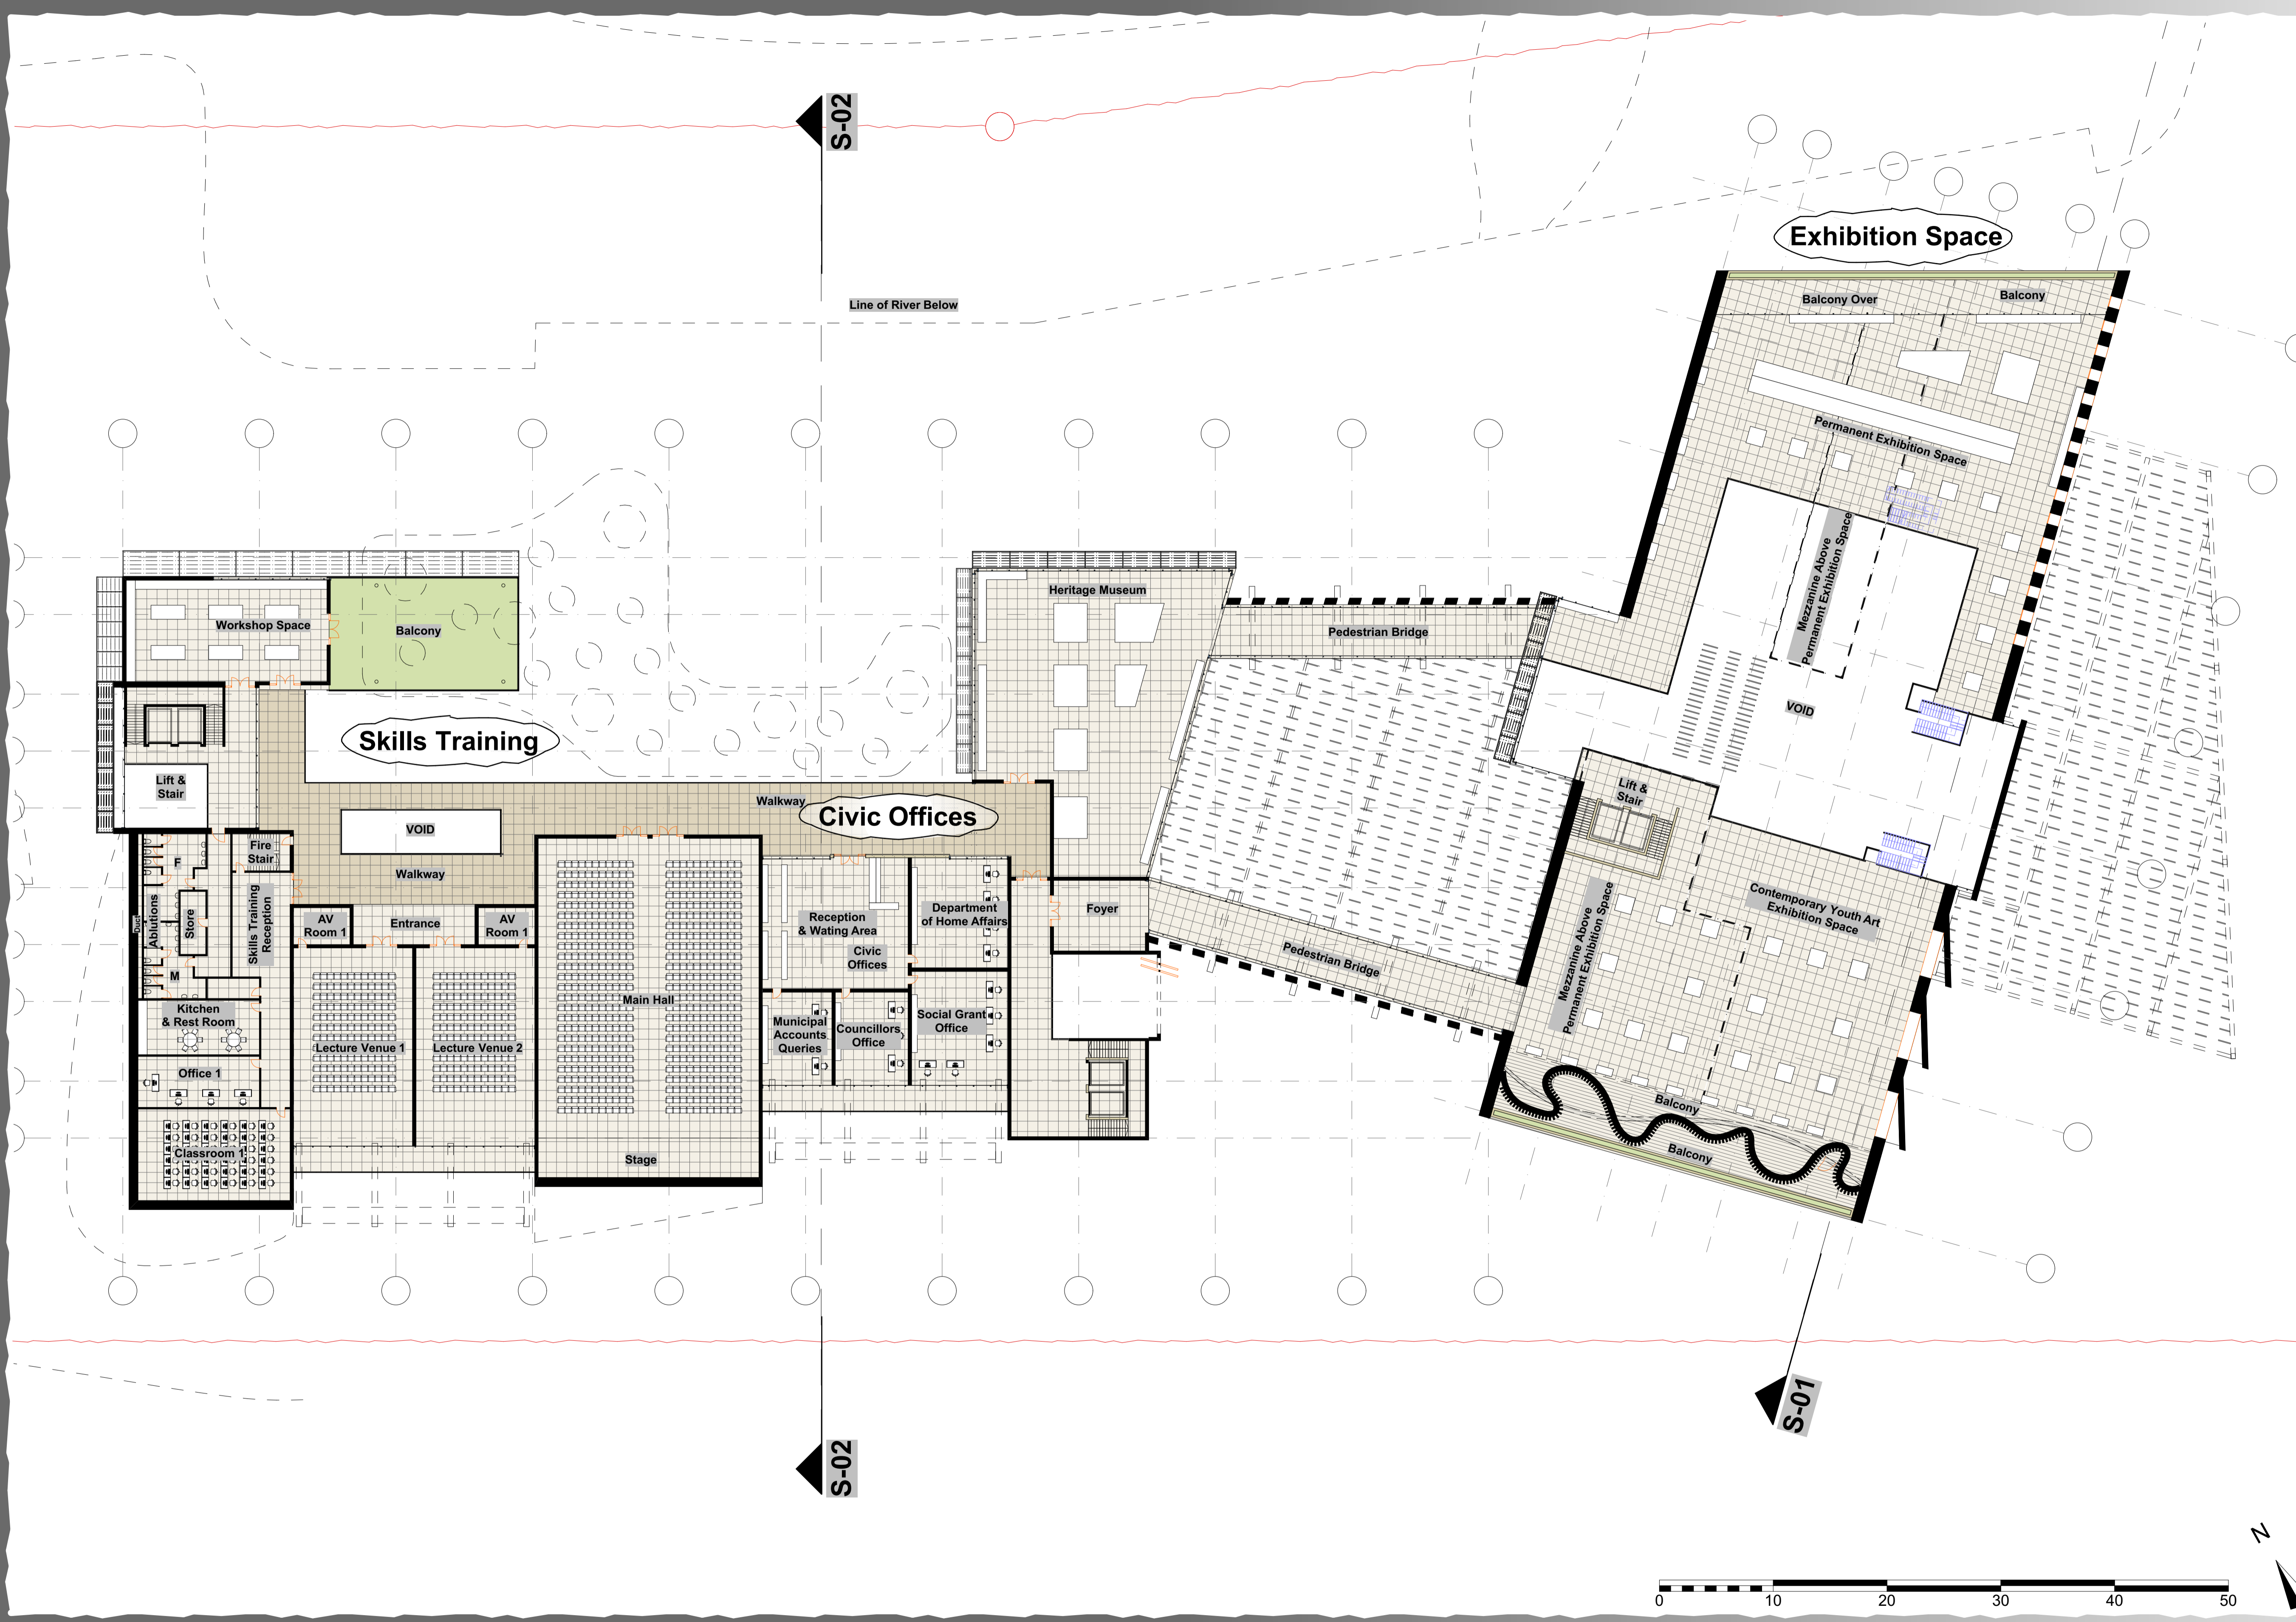 S-02
Exhibition Space
Balcony Over
Balcony
Line of River Below
Permanent Exhibition Space
Mezzanine Above
Permanent Exhibition Space
Heritage Museum
Workshop Space
Balcony
Pedestrian Bridge
VOID
Skills Training
Lift &
Stair
Lift &
Stair
Walkway
Civic Offices
VOID
Fire
Stair
F
Walkway
Ablutions
Store
Duct
Skills Training
Reception
AV
Room 1
Entrance
AV
Room 1
Reception
& Wating Area
Department
of Home Affairs
Foyer
Contemporary Youth Art
Exhibition Space
Mezzanine Above
Permanent Exhibition Space
Civic
Offices
Pedestrian Bridge
M
Kitchen
& Rest Room
Main Hall
Municipal
Accounts
Queries
Councillors
Office
Social Grant
Office
Lecture Venue 1
Lecture Venue 2
Office 1
Balcony
Classroom 1
Stage
Balcony
S-01
S-02
N
0 10 20 30 40 50